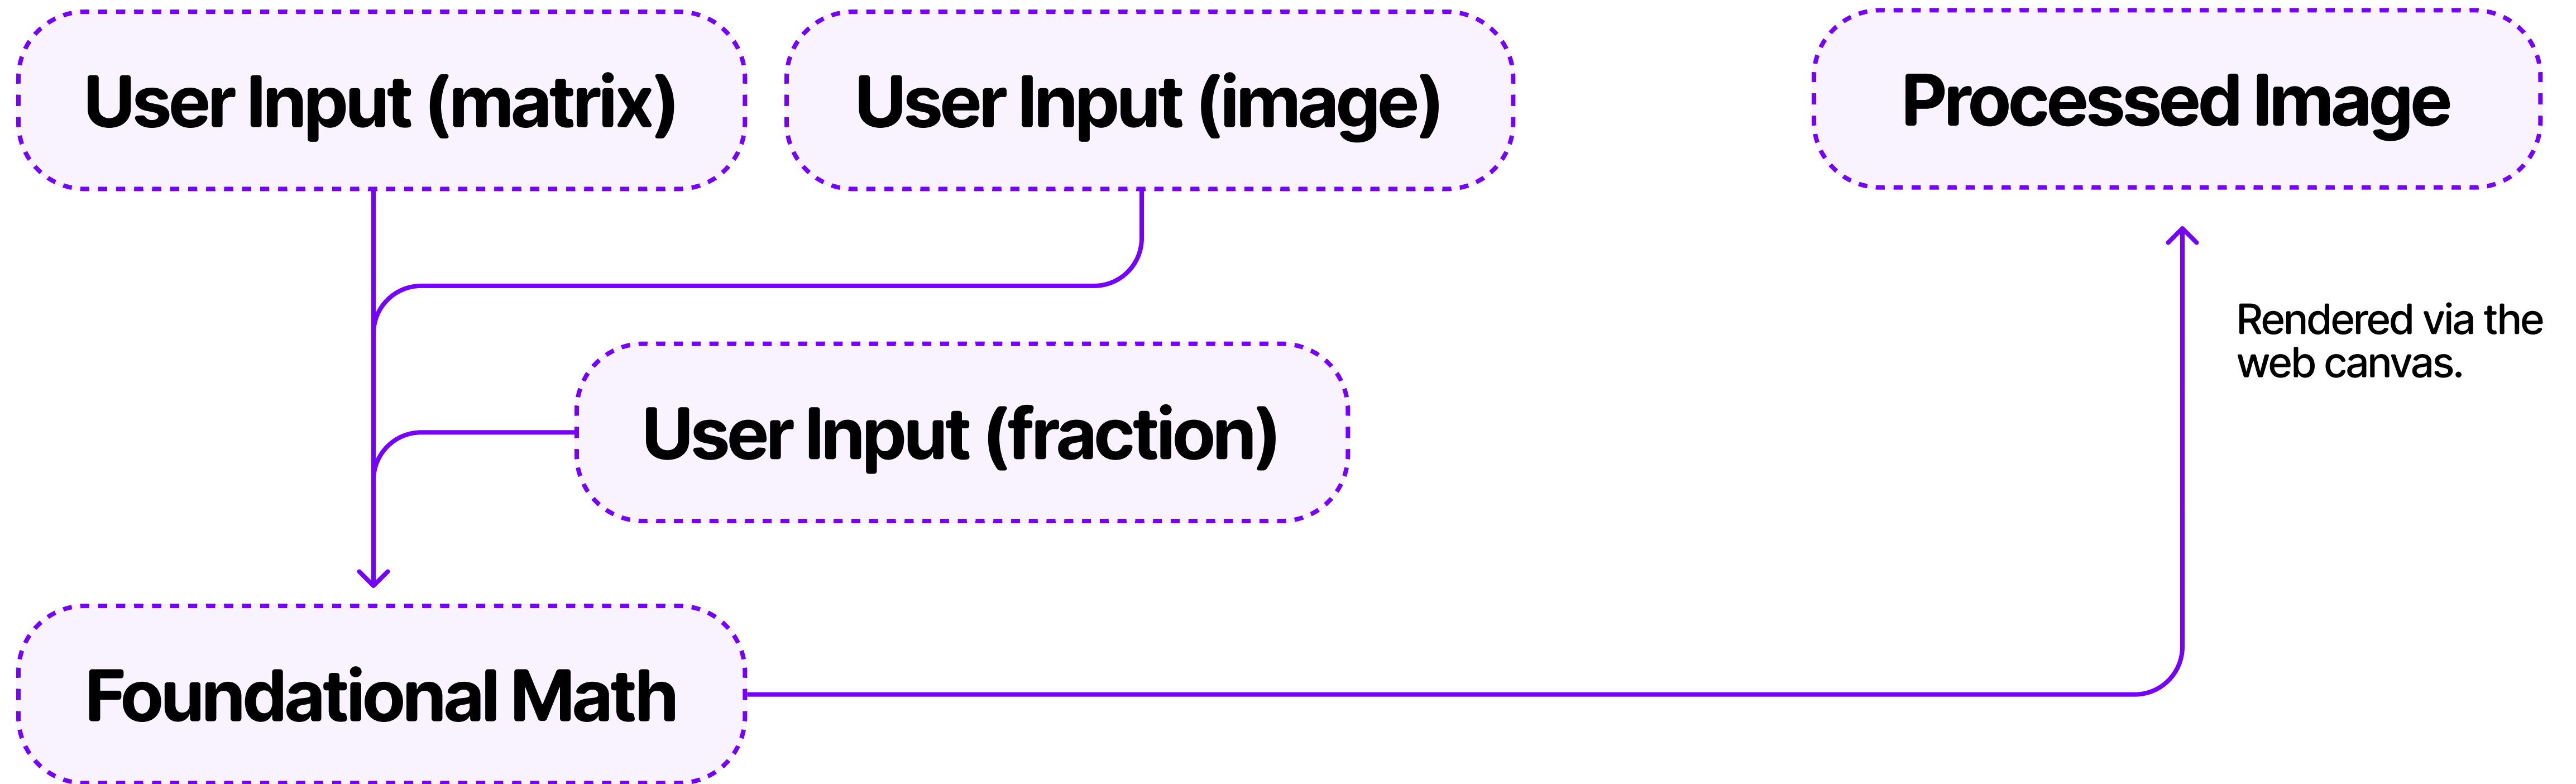 User Input (matrix)
User Input (image)
Processed Image
Rendered via the
web canvas.
User Input (fraction)
Foundational Math